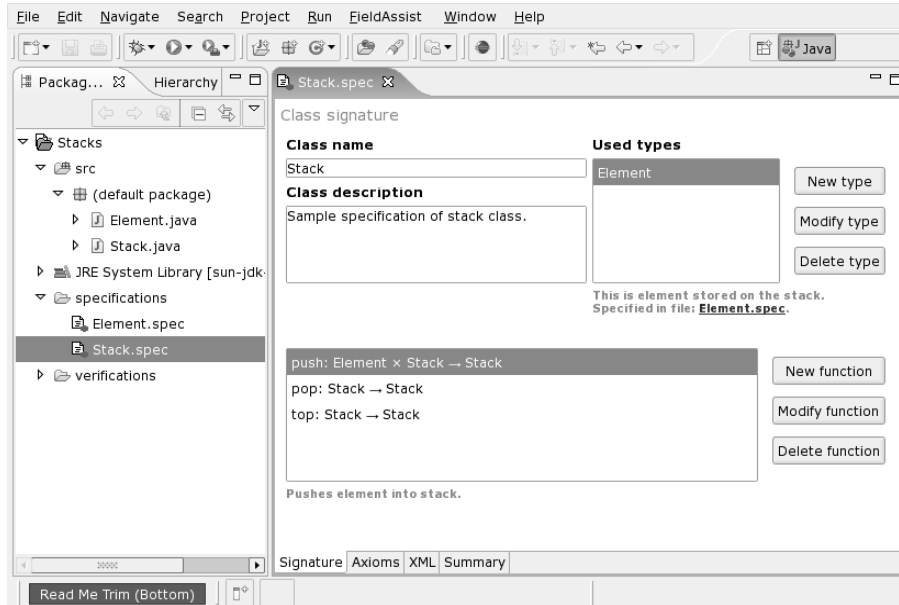 File Edit Navigate Search Project Run FieldAssist Window Help
Java
Packag... Hierarchy
Stack.spec
Stacks
src
(default package)
Element.java
Stack.java
JRE System Library [sun-jdk-
specifications
Element.spec
Stack.spec
verifications
Class signature
Class name
Stack
Class description
Sample specification of stack class.
Used types
Element
New type
Modify type
Delete type
This is element stored on the stack.
Specified in file: Element.spec.
push: Element × Stack → Stack
pop: Stack → Stack
top: Stack → Stack
New function
Modify function
Delete function
Pushes element into stack.
Signature Axioms XML Summary
Read Me Trim (Bottom)